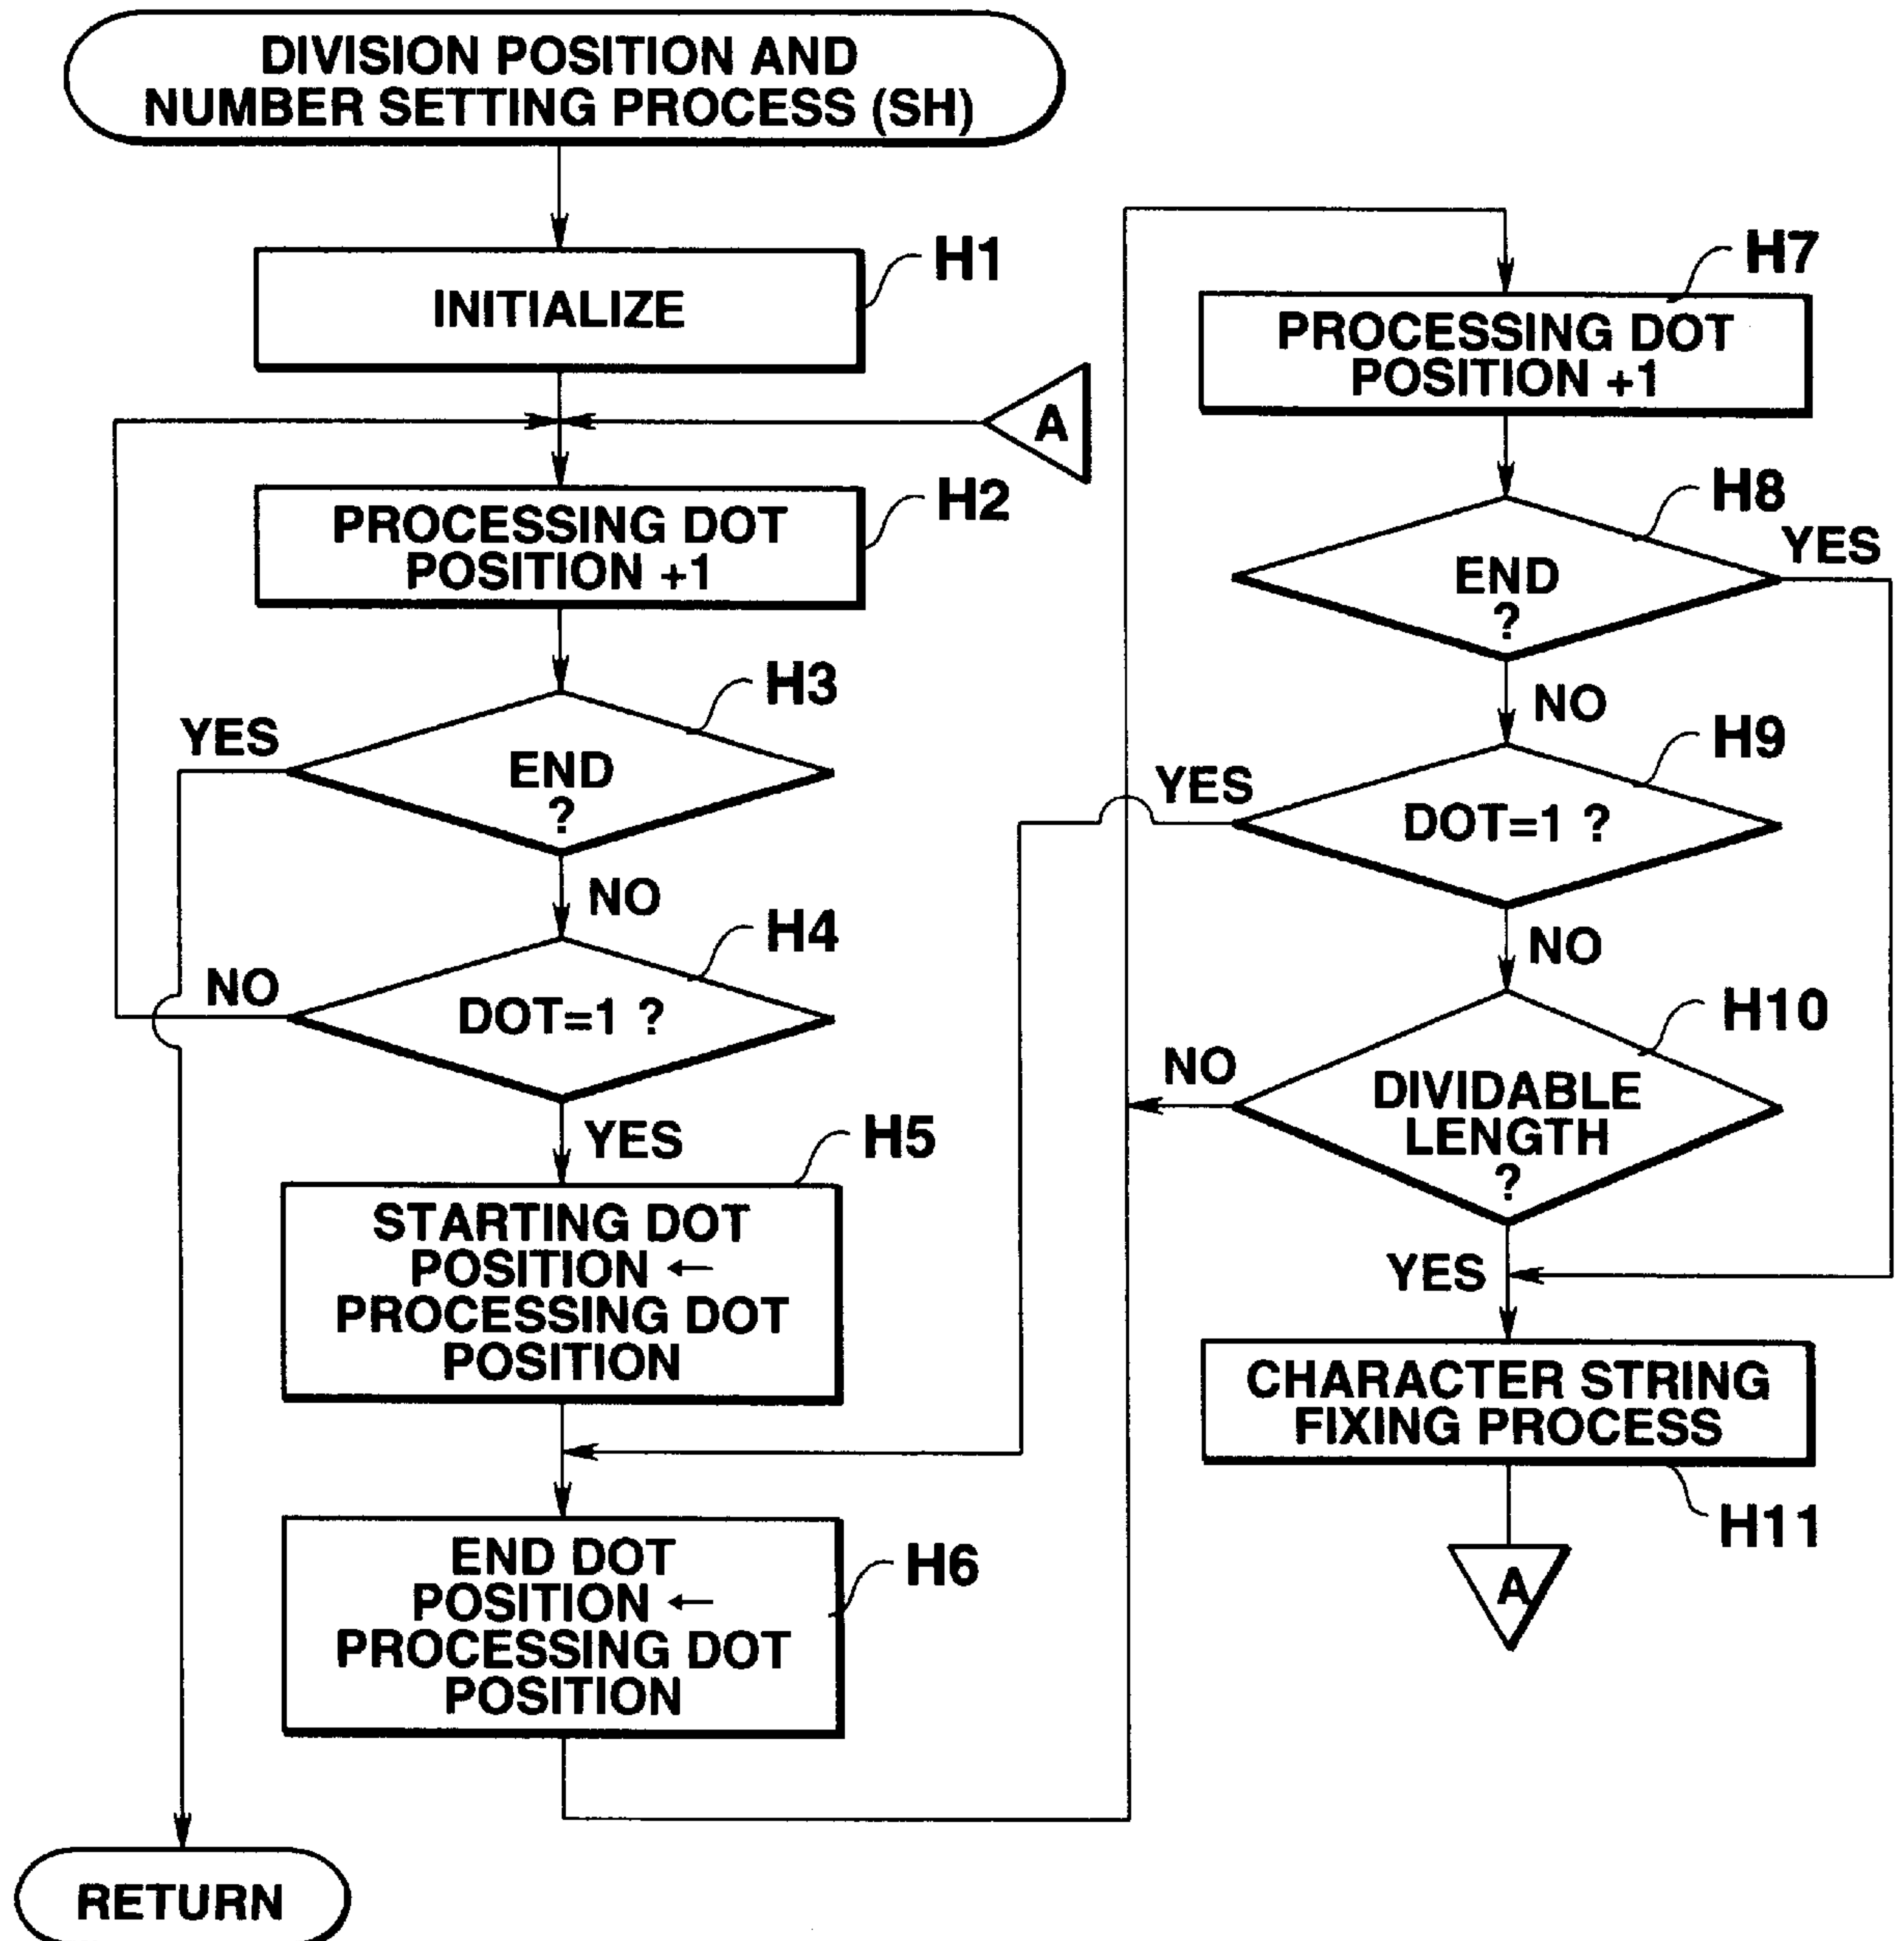 DIVISION POSITION AND
NUMBER SETTING PROCESS (SH)
H1
INITIALIZE
A
H2
PROCESSING DOT
POSITION +1
H3
YES
END
?
NO
H4
NO
DOT=1 ?
YES
H5
STARTING DOT
POSITION ←
PROCESSING DOT
POSITION
H6
END DOT
POSITION ←
PROCESSING DOT
POSITION
RETURN
H7
PROCESSING DOT
POSITION +1
H8
YES
END
?
NO
H9
YES
DOT=1 ?
NO
H10
NO
DIVIDABLE
LENGTH
?
YES
CHARACTER STRING
FIXING PROCESS
H11
A